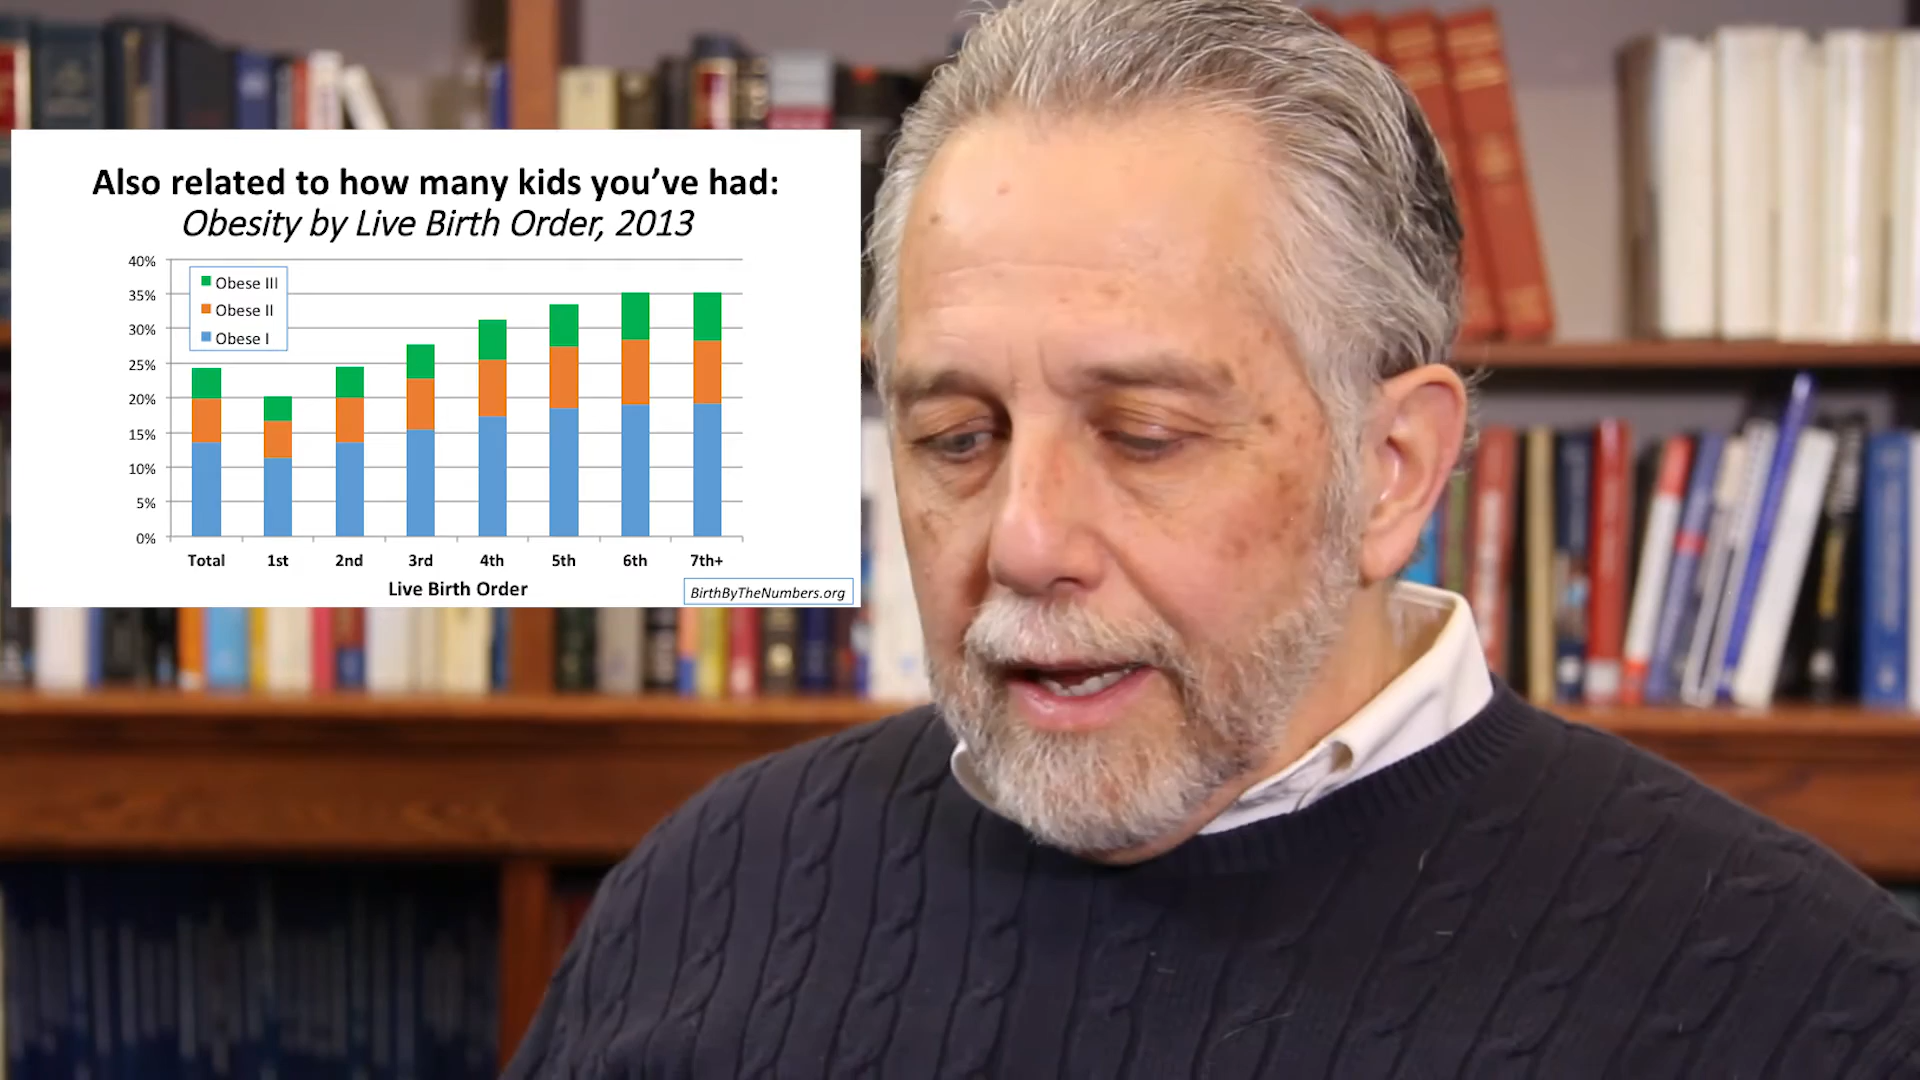 Also related to how many kids you've had:
Obesity by Live Birth Order, 2013
40%
35%
30%
25%
20%
15%
10%
5%
0%
Obese III
Obese II
Obese I
Total 1st 2nd 3rd 4th 5th 6th 7th+
Live Birth Order
BirthByTheNumbers.org